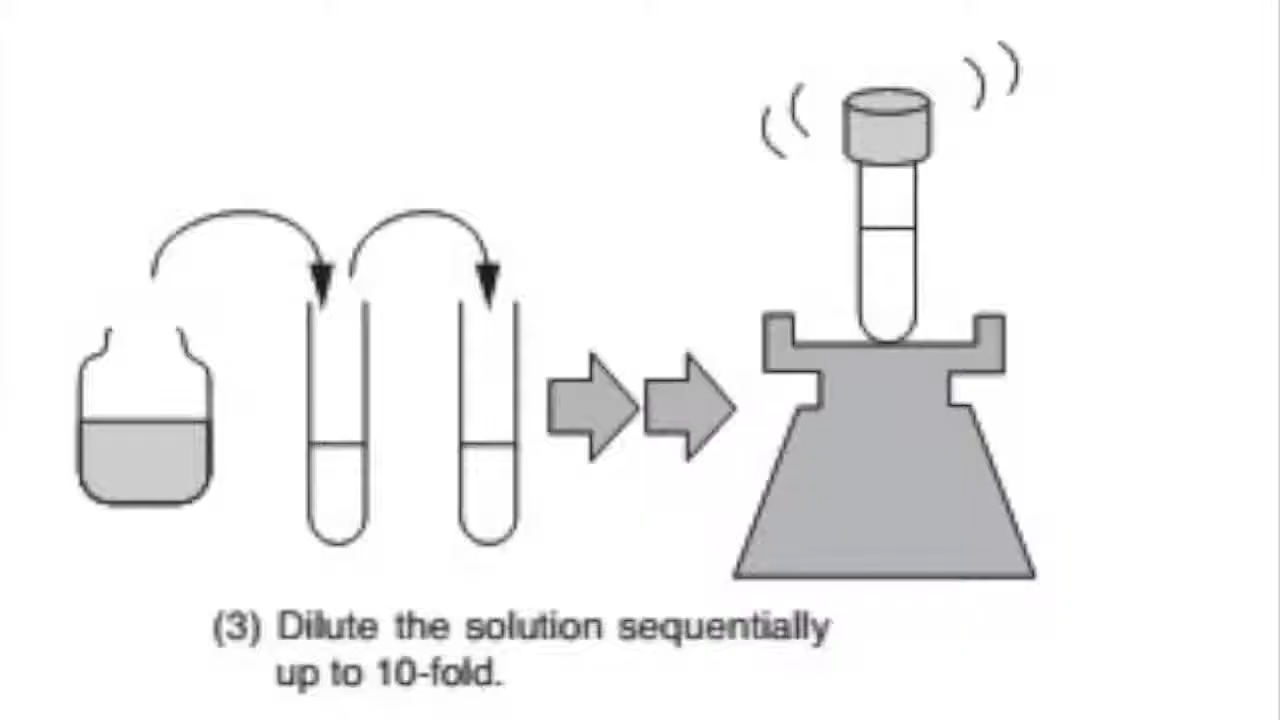 (3) Dilute the solution sequentially
up to 10-fold.